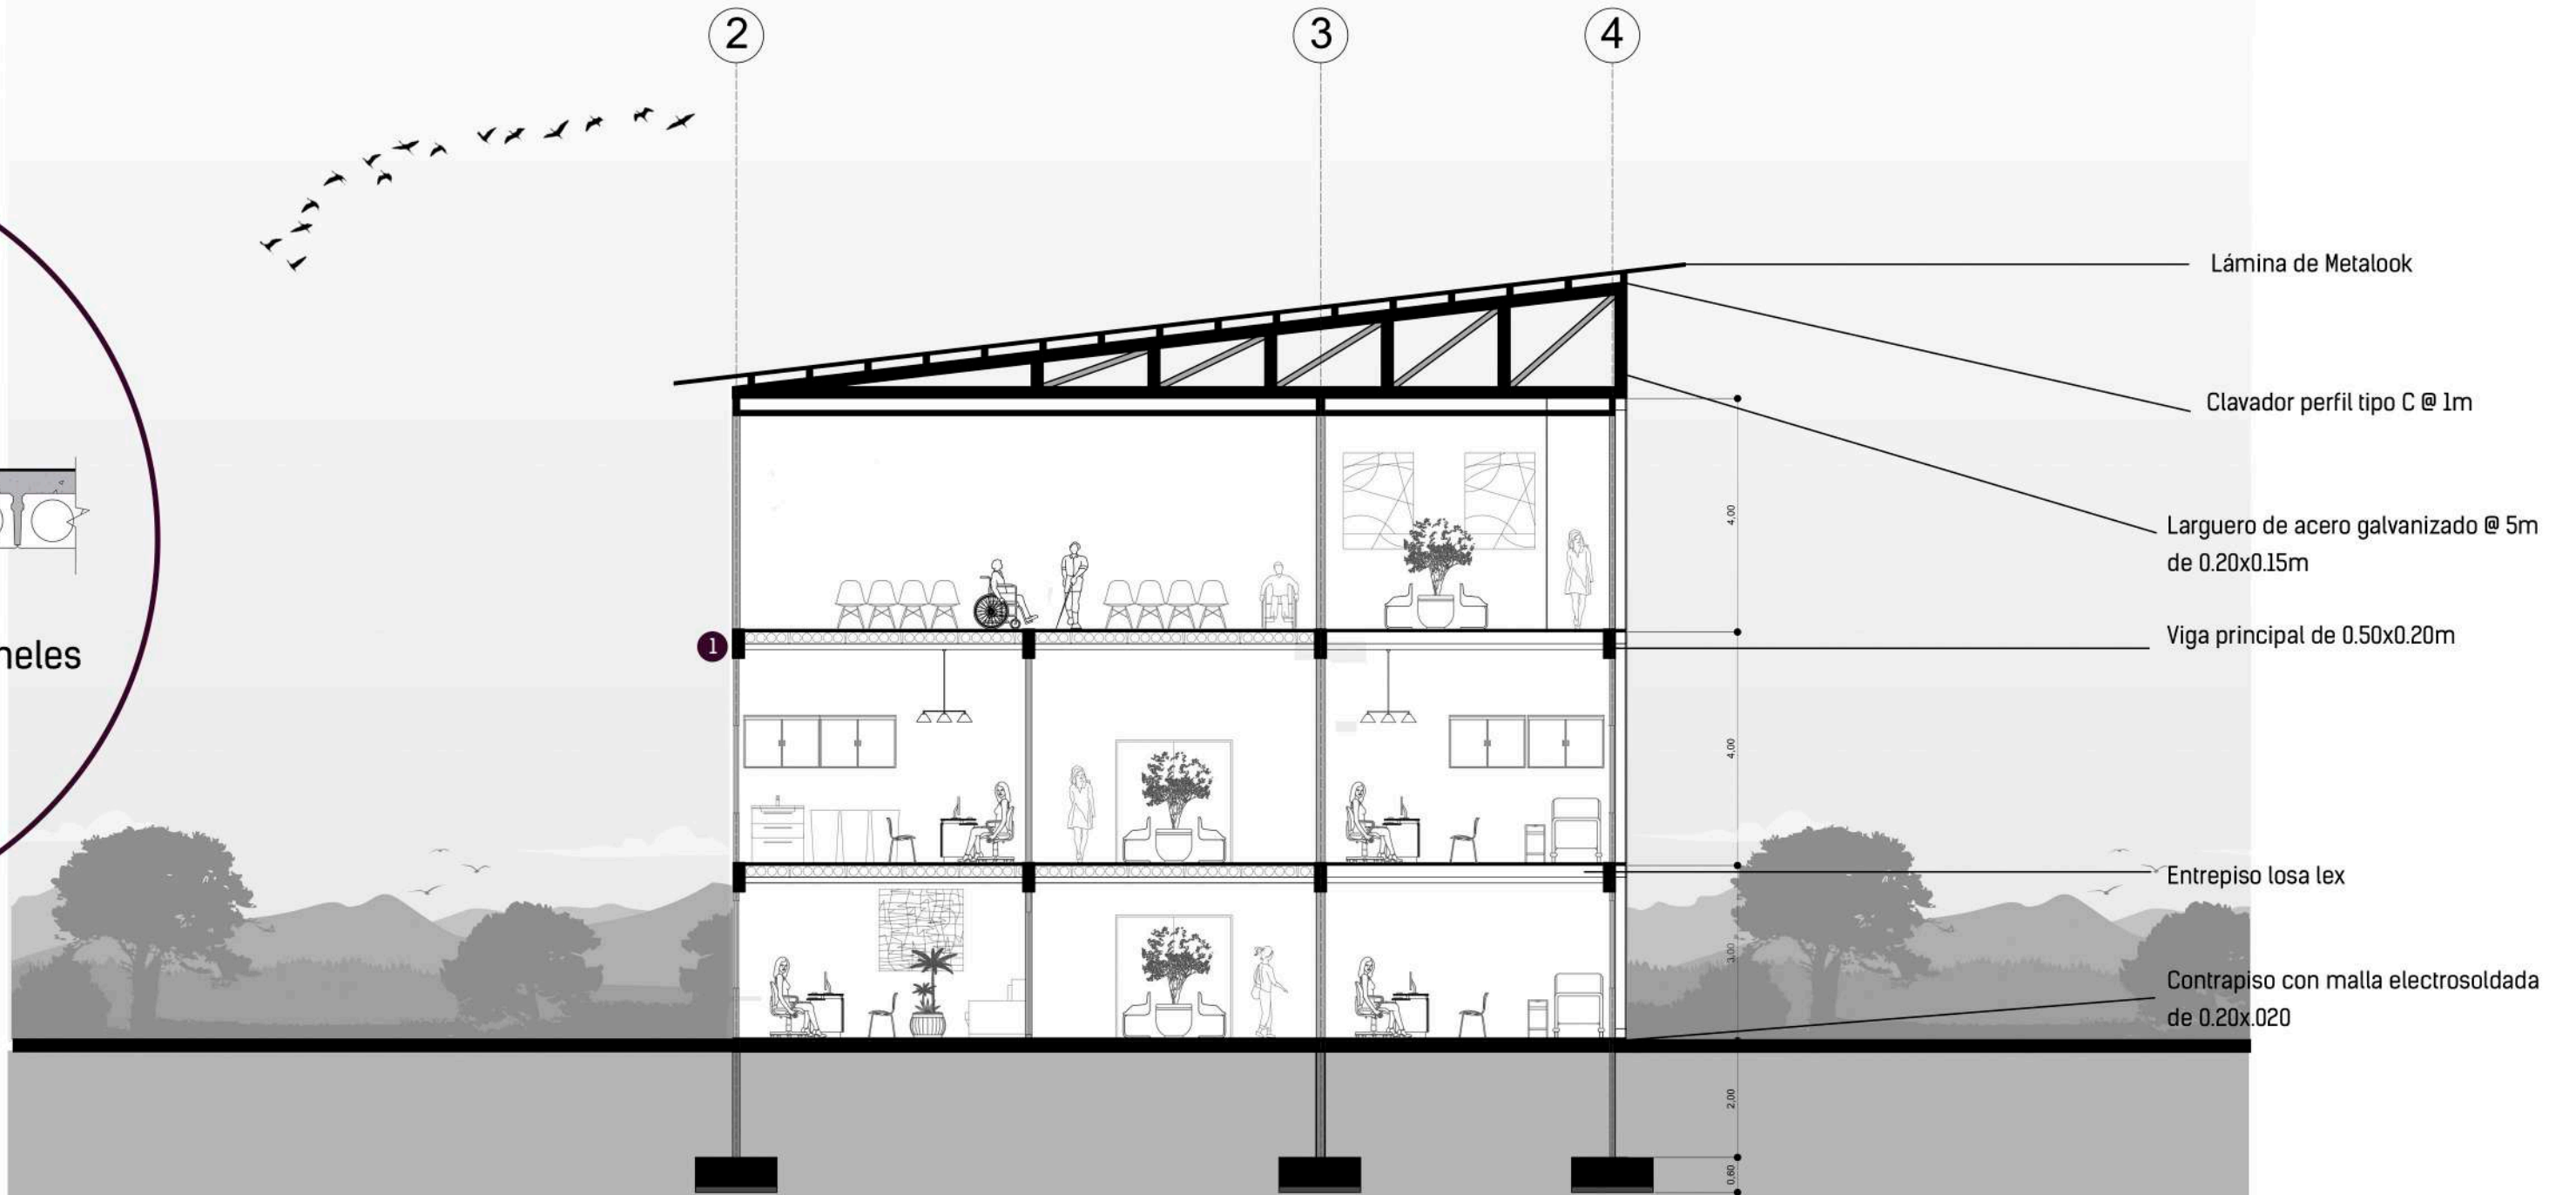 2
3
4
Lámina de Metalook
Clavador perfil tipo C @ 1m
4,00
Larguero de acero galvanizado @ 5m
de 0.20x0.15m
1
Viga principal de 0.50x0.20m
neles
4,00
Entrepiso losa lex
3,00
Contrapiso con malla electrosoldada
de 0.20x.020
2,00
0,60